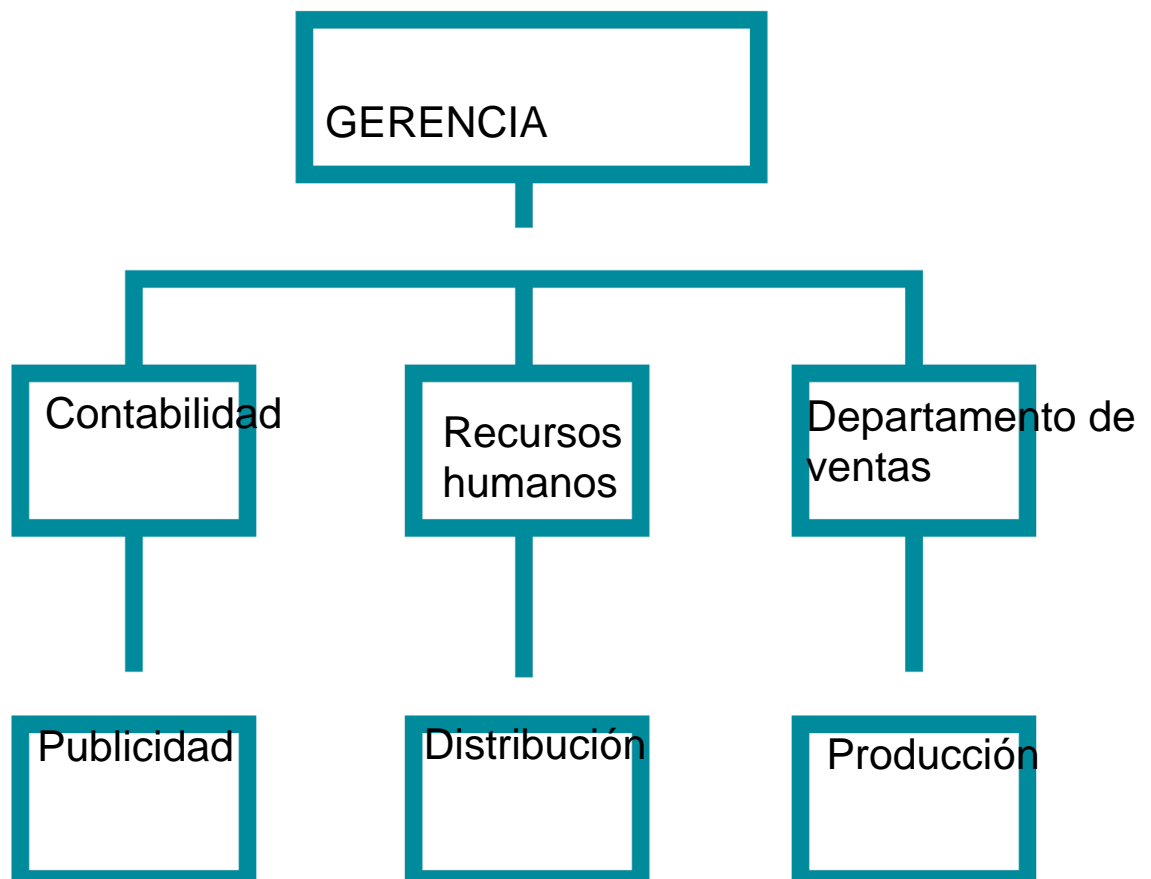 GERENCIA
Contabilidad
Recursos
humanos
Departamento de
ventas
Publicidad
Distribución
Producción